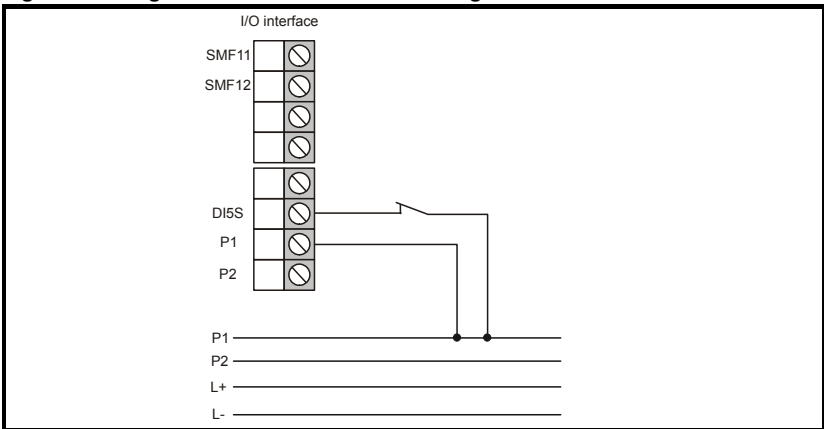 I/O interface
SMF11
SMF12
DI5S
P1
P2
P1
P2
L+
L-